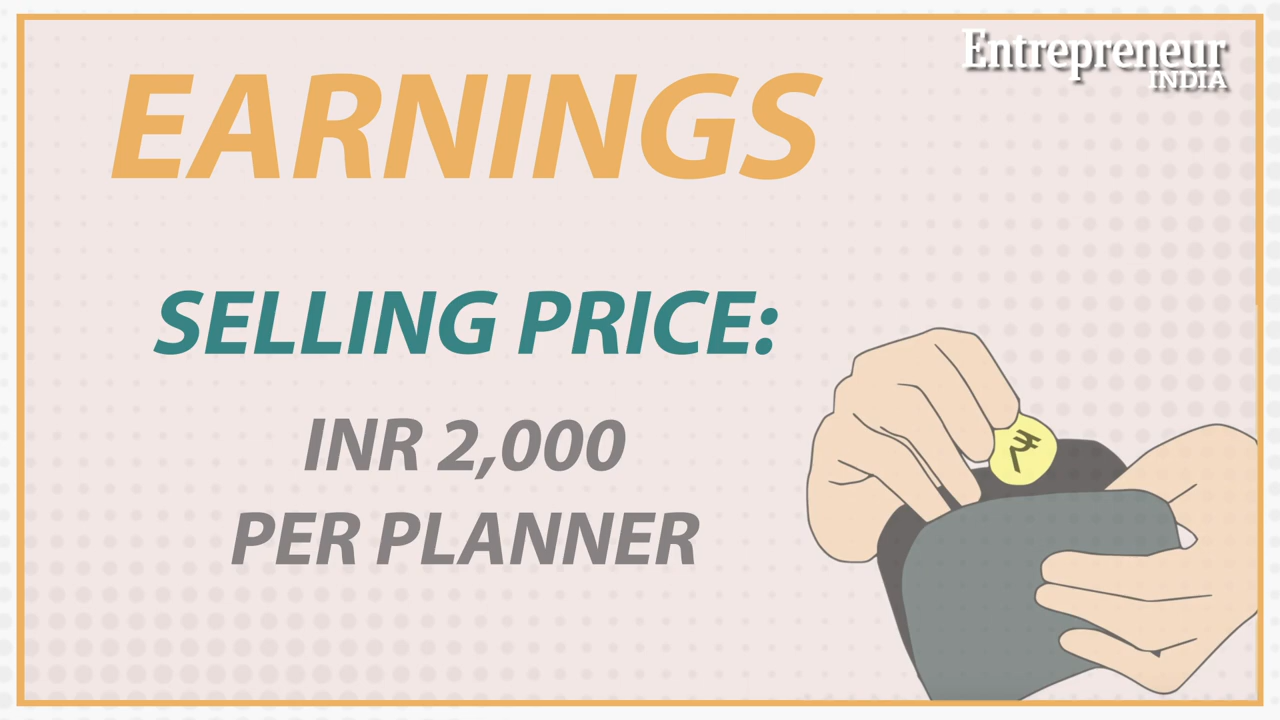 Entrepreneur
INDIA
EARNINGS
SELLING PRICE:
INR 2,000
PER PLANNER
₹